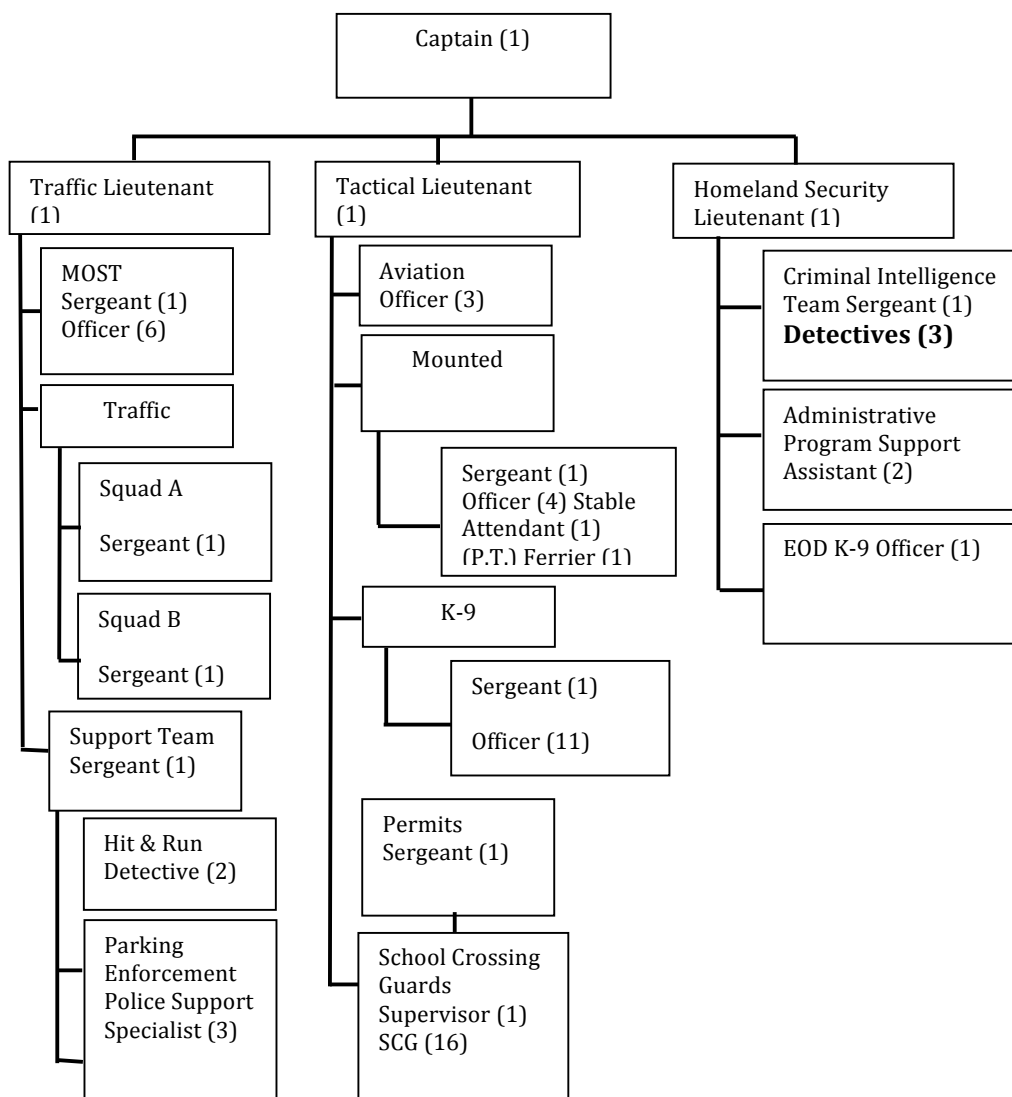 Captain (1)
Traffic Lieutenant
(1)
MOST
Sergeant (1)
Officer (6)
Traffic
Squad A
Sergeant (1)
Squad B
Sergeant (1)
Support Team
Sergeant (1)
Hit & Run
Detective (2)
Parking
Enforcement
Police Support
Specialist (3)
Tactical Lieutenant
(1)
Aviation
Officer (3)
Mounted
Sergeant (1)
Officer (4) Stable
Attendant (1)
(P.T.) Ferrier (1)
K-9
Sergeant (1)
Officer (11)
Permits
Sergeant (1)
School Crossing
Guards
Supervisor (1)
SCG (16)
Homeland Security
Lieutenant (1)
Criminal Intelligence
Team Sergeant (1)
Detectives (3)
Administrative
Program Support
Assistant (2)
EOD K-9 Officer (1)